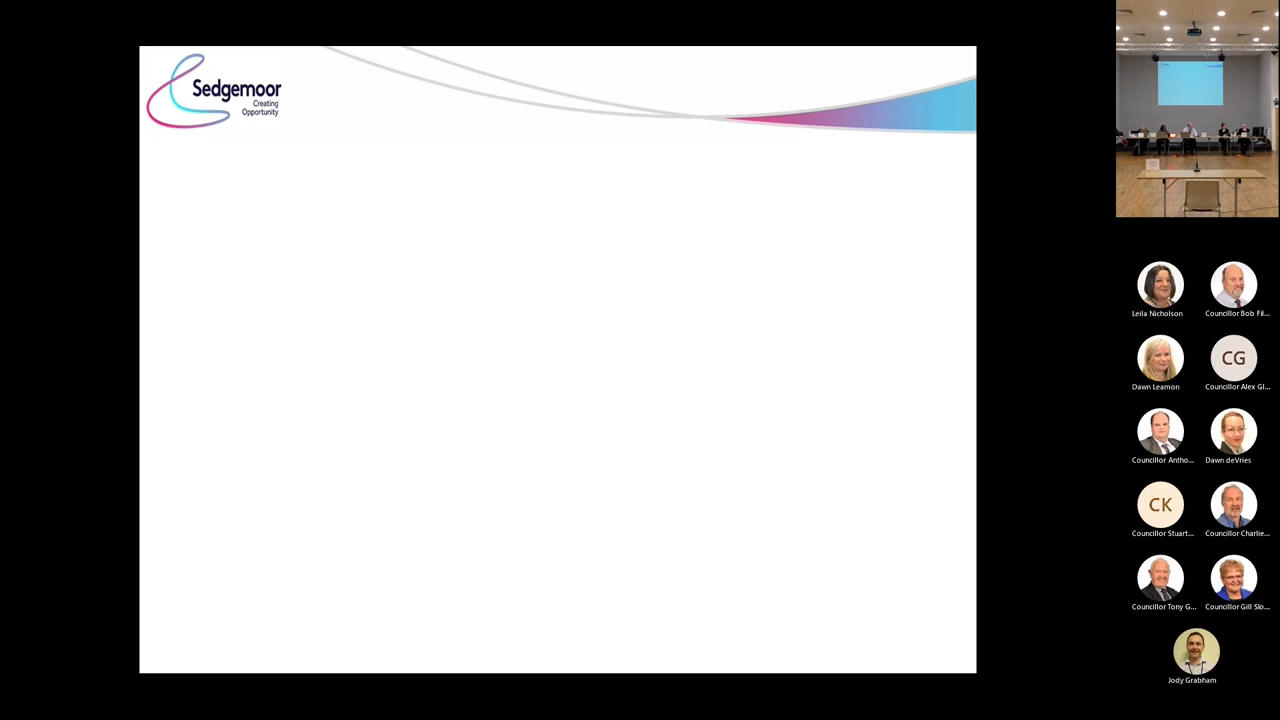 Sedgemoor
Creating
Opportunity
Leila Nicholson
Councillor Bob Fil...
Dawn Leamon
CG
Councillor Alex Gl...
Councillor Antho...
Dawn deVries
CK
Councillor Stuart...
Councillor Charlie...
Councillor Tony G...
Councillor Gill Slo...
Jody Grabham